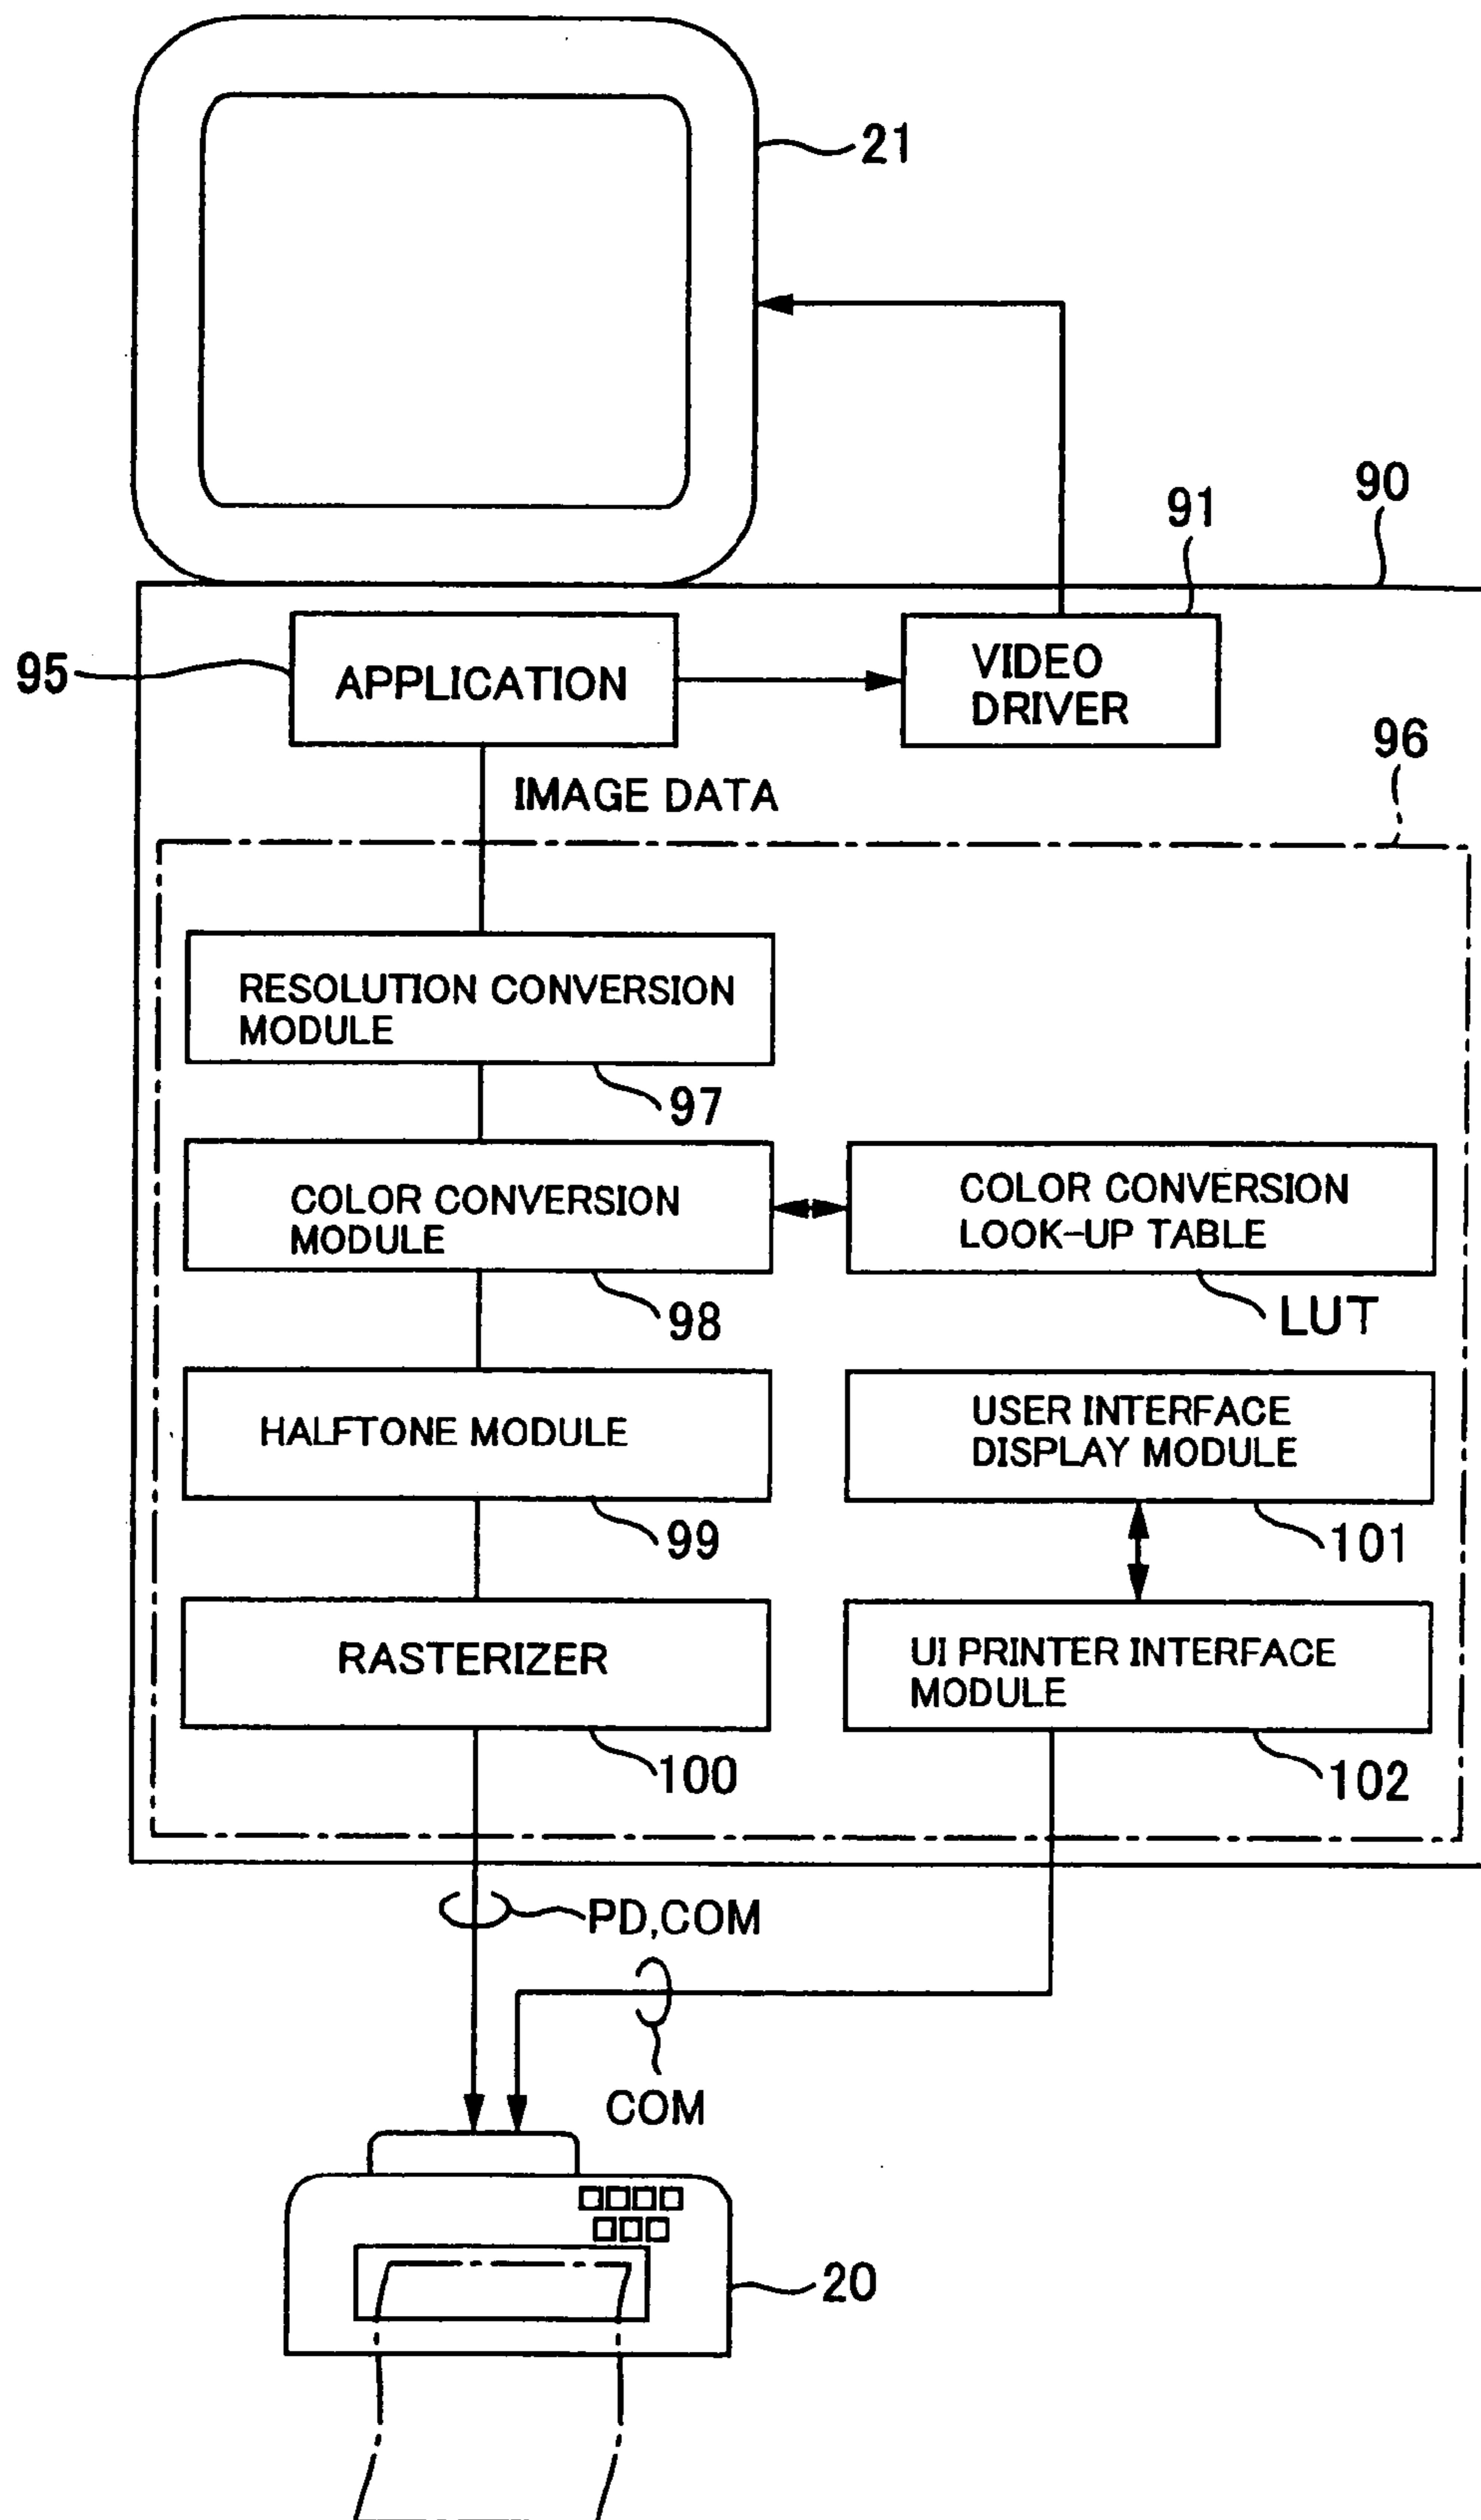 21
90
91
95
APPLICATION
VIDEO
DRIVER
96
IMAGE DATA
RESOLUTION CONVERSION
MODULE
97
COLOR CONVERSION
MODULE
COLOR CONVERSION
LOOK-UP TABLE
98
LUT
HALFTONE MODULE
USER INTERFACE
DISPLAY MODULE
99
101
RASTERIZER
UI PRINTER INTERFACE
MODULE
100
102
PD,COM
COM
20